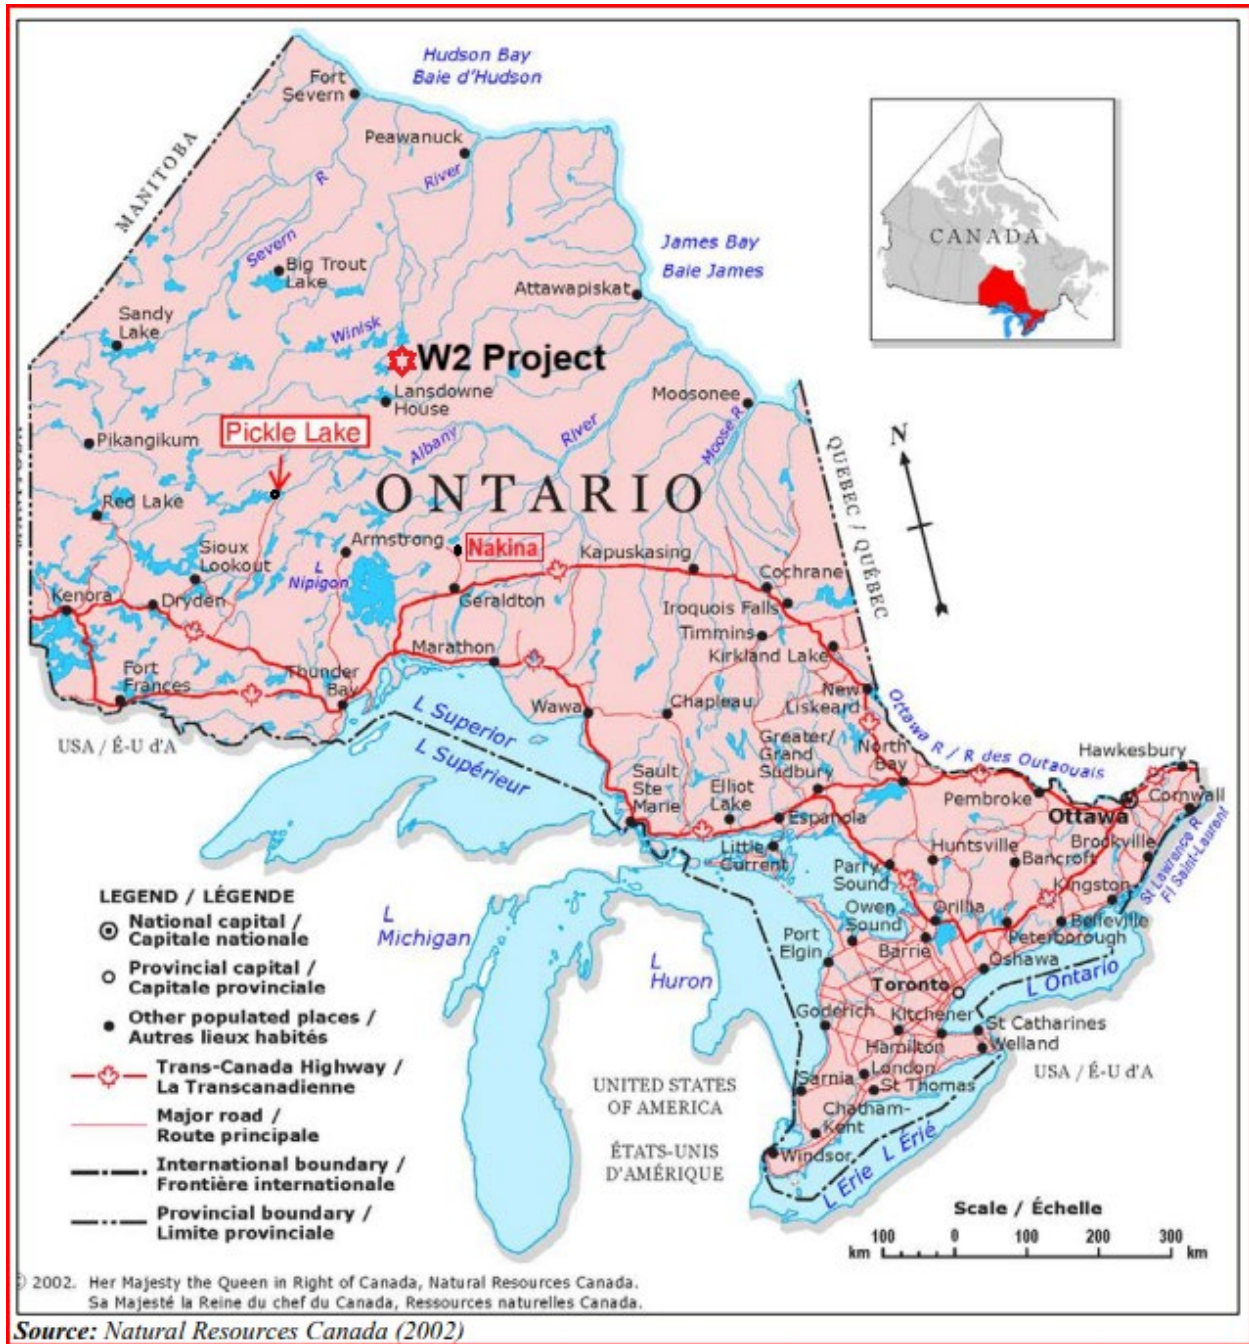 Hudson Bay
Baie d'Hudson
Fort
Severn
Peawanuck
River
R
MANITOBA
Severn
Big Trout
Lake
James Bay
Baie James
Attawapiskat
CANADA
Sandy
Lake
Winisk
W2 Project
Lansdowne
House
Moosonee
Pickle Lake
Pikangikum
Albany
River
Moose R
N
QUEBEC / QUÉBEC
ONTARIO
Red Lake
Sioux
Lookout
Armstrong
Nakina
Kapuskasing
L
Nipigon
Cochrane
Kenora
Dryden
Geraldton
Iroquois Falls
Timmins
Kirkland Lake
Marathon
Fort
Frances
Thunder
Bay
Wawa
Chapleau
New
Liskeard
Ottawa R / R des Outaouais
USA / É-U d'A
L Superior
L Supérieur
Greater/
Grand
Sudbury
North
Bay
Hawkesbury
Sault
Ste
Marie
Elliot
Lake
Espanola
Pembroke
Ottawa
Cornwall
Little
Current
Huntsville
Bancroft
Brockville
Parry
Sound
Kingston
St Lawrence R
Fl Saint-Laurent
Owen
Sound
Orillia
Belleville
Port
Elgin
Barrie
Peterborough
Oshawa
L
Michigan
L
Huron
Toronto
L Ontario
Goderich
Kitchener
St Catharines
Hamilton
Welland
London
Sarnia
St Thomas
USA / É-U d'A
UNITED STATES
OF AMERICA
Chatham-
Kent
ÉTATS-UNIS
D'AMÉRIQUE
Windsor
L Erie L Érié
LEGEND / LÉGENDE
National capital /
Capitale nationale
Provincial capital /
Capitale provinciale
Other populated places /
Autres lieux habités
Trans-Canada Highway /
La Transcanadienne
Major road /
Route principale
International boundary /
Frontière internationale
Provincial boundary /
Limite provinciale
Scale / Échelle
100 0 100 200 300
km km
© 2002. Her Majesty the Queen in Right of Canada, Natural Resources Canada.
Sa Majesté la Reine du chef du Canada, Ressources naturelles Canada.
Source: Natural Resources Canada (2002)